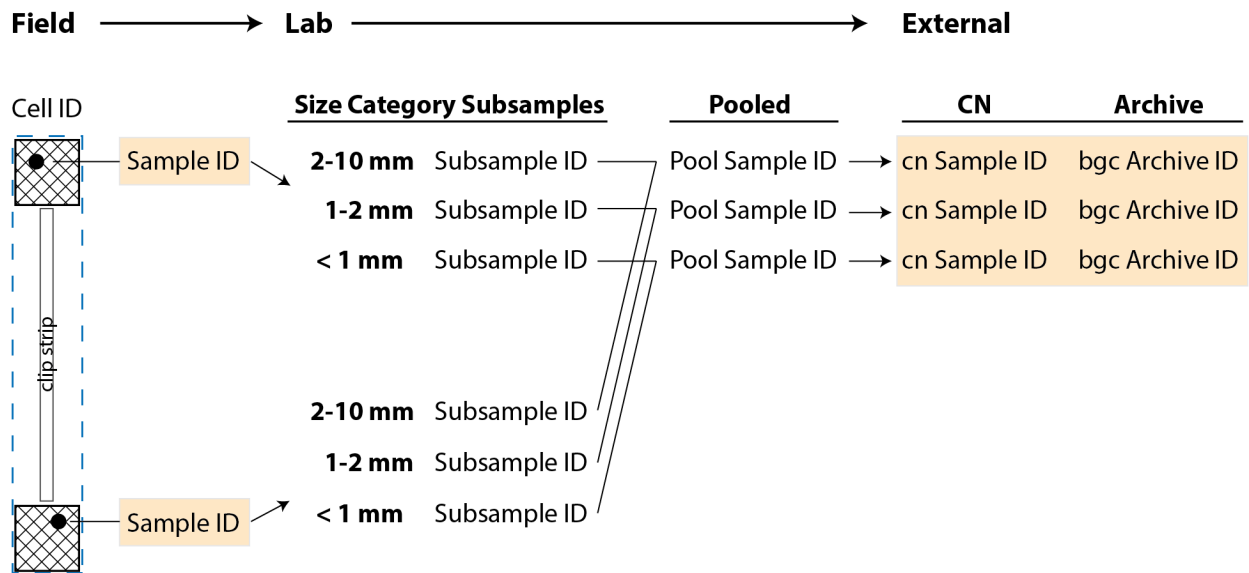 Field Lab External
Cell ID Size Category Subsamples Pooled CN Archive
Sample ID 2-10 mm Subsample ID Pool Sample ID cn Sample ID bgc Archive ID
1-2 mm Subsample ID Pool Sample ID cn Sample ID bgc Archive ID
< 1 mm Subsample ID Pool Sample ID cn Sample ID bgc Archive ID
clip strip
2-10 mm Subsample ID
1-2 mm Subsample ID
Sample ID < 1 mm Subsample ID